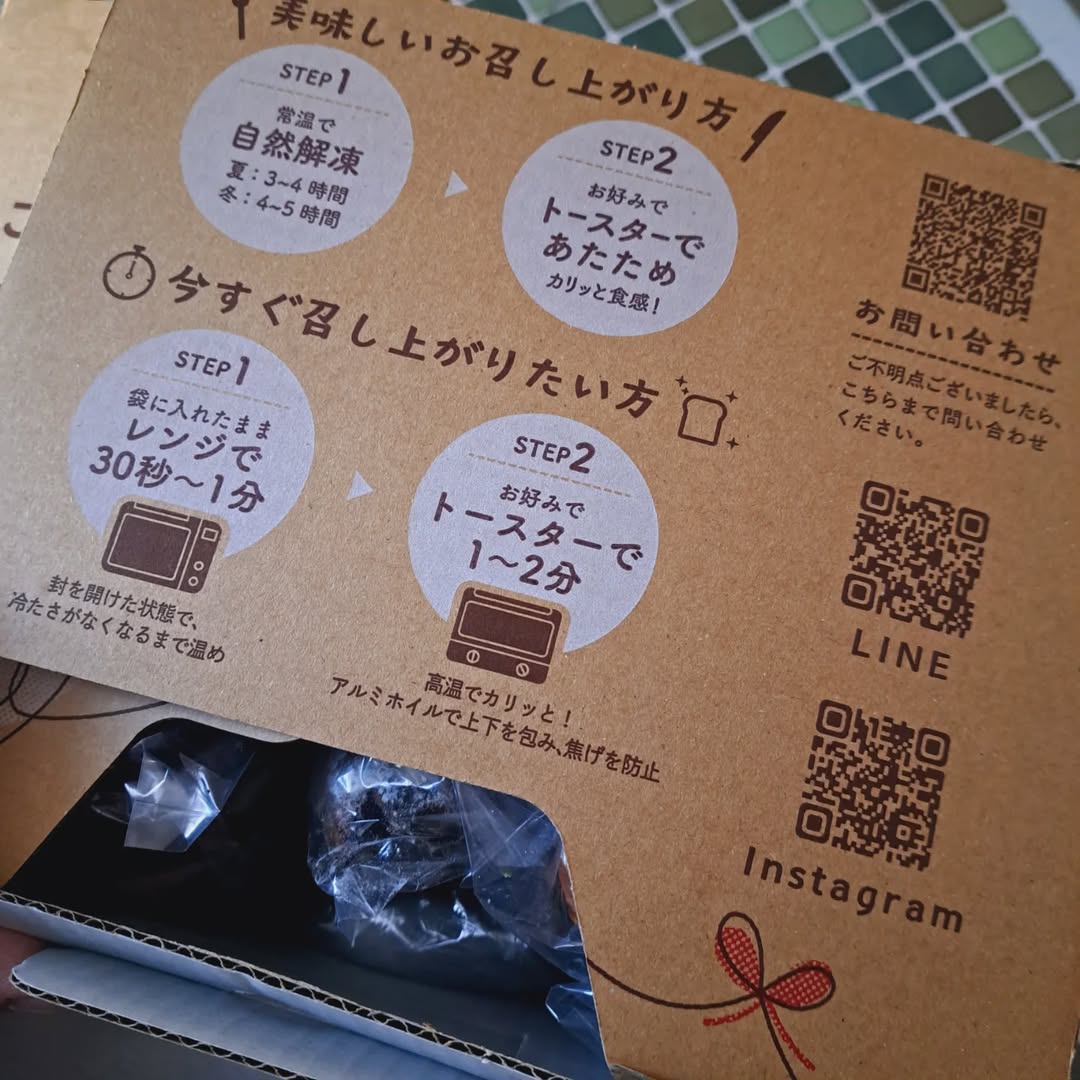 美味しいお召し上がり方
STEP1
常温で
自然解凍
夏：3~4 時間
冬：4~5 時間
STEP2
お好みで
トースターで
あたため
カリッと食感！
今すぐ召し上がりたい方
STEP1
袋に入れたまま
レンジで
30秒〜1分
封を開けた状態で、
冷たさがなくなるまで温め
STEP2
お好みで
トースターで
1〜2分
高温でカリッと！
アルミホイルで上下を包み、焦げを防止
お問い合わせ
ご不明点ございましたら、
こちらまで問い合わせ
ください。
LINE
Instagram